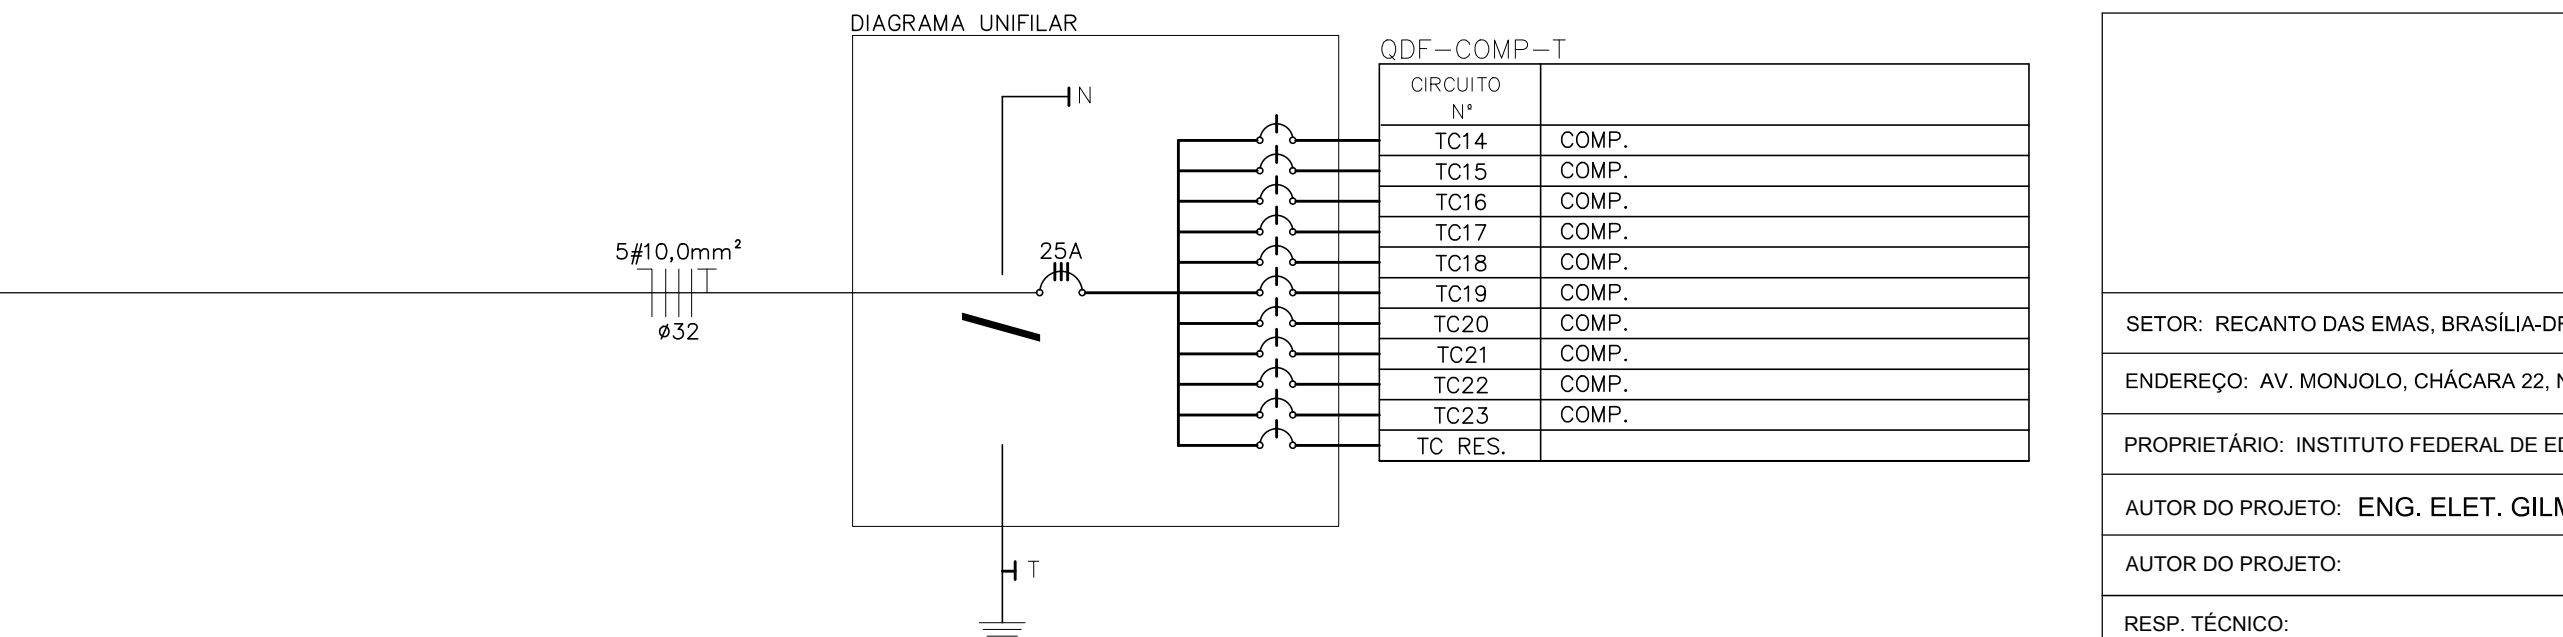 DIAGRAMA UNIFILAR
QDF-COMP-T
CIRCUITO
Nº
N
TC14 COMP.
TC15 COMP.
TC16 COMP.
TC17 COMP.
TC18 COMP.
TC19 COMP.
TC20 COMP.
TC21 COMP.
TC22 COMP.
TC23 COMP.
TC RES.
5#10,0mm²
ø32
25A
T
SETOR: RECANTO DAS EMAS, BRASÍLIA-DF
ENDEREÇO: AV. MONJOLO, CHÁCARA 22,
PROPRIETÁRIO: INSTITUTO FEDERAL DE
AUTOR DO PROJETO: ENG. ELET.
AUTOR DO PROJETO:
RESP. TÉCNICO: